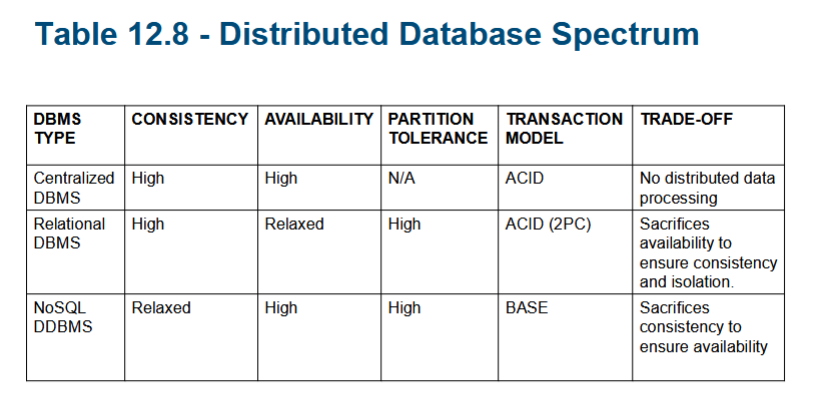 Table 12.8 - Distributed Database Spectrum
DBMS TYPE CONSISTENCY AVAILABILITY PARTITION TOLERANCE TRANSACTION MODEL TRADE-OFF
Centralized DBMS High High N/A ACID No distributed data processing
Relational DBMS High Relaxed High ACID (2PC) Sacrifices availability to ensure consistency and isolation.
NoSQL DDBMS Relaxed High High BASE Sacrifices consistency to ensure availability